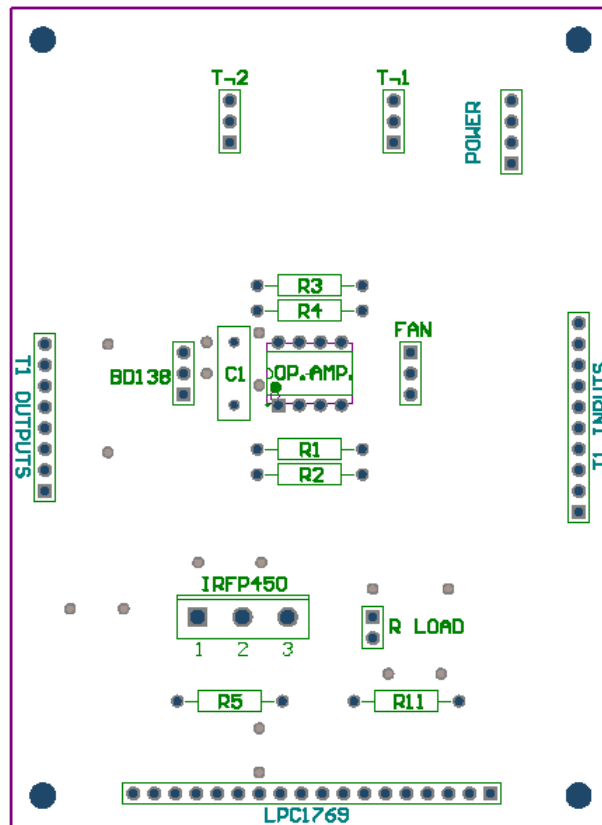 T¬2
T¬1
POWER
R3
R4
FAN
BD138
C1
OP.AMP.
T1 OUTPUTS
T1 INPUTS
R1
R2
IRFP450
1 2 3
R LOAD
R5
R11
LPC1769